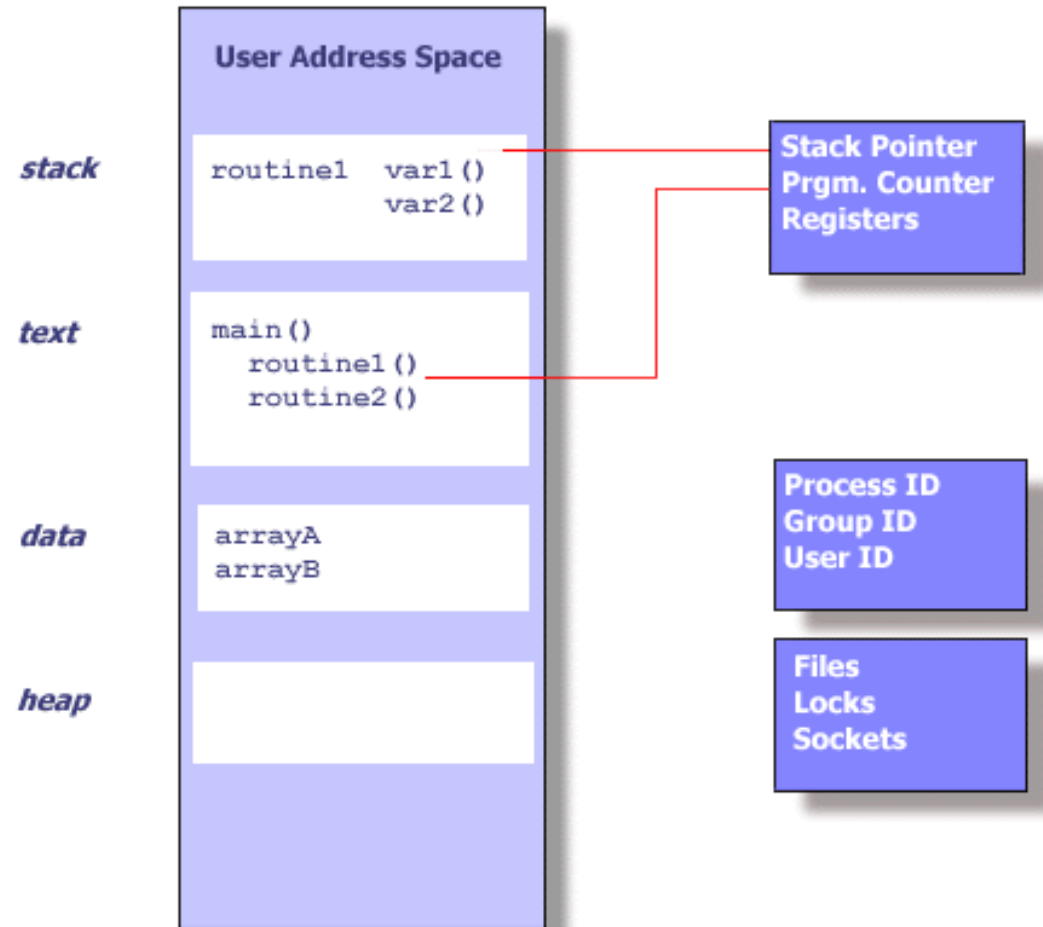 User Address Space
stack
routine1 var1()
var2()
text
main()
routine1()
routine2()
data
arrayA
arrayB
heap
Stack Pointer
Prgm. Counter
Registers
Process ID
Group ID
User ID
Files
Locks
Sockets